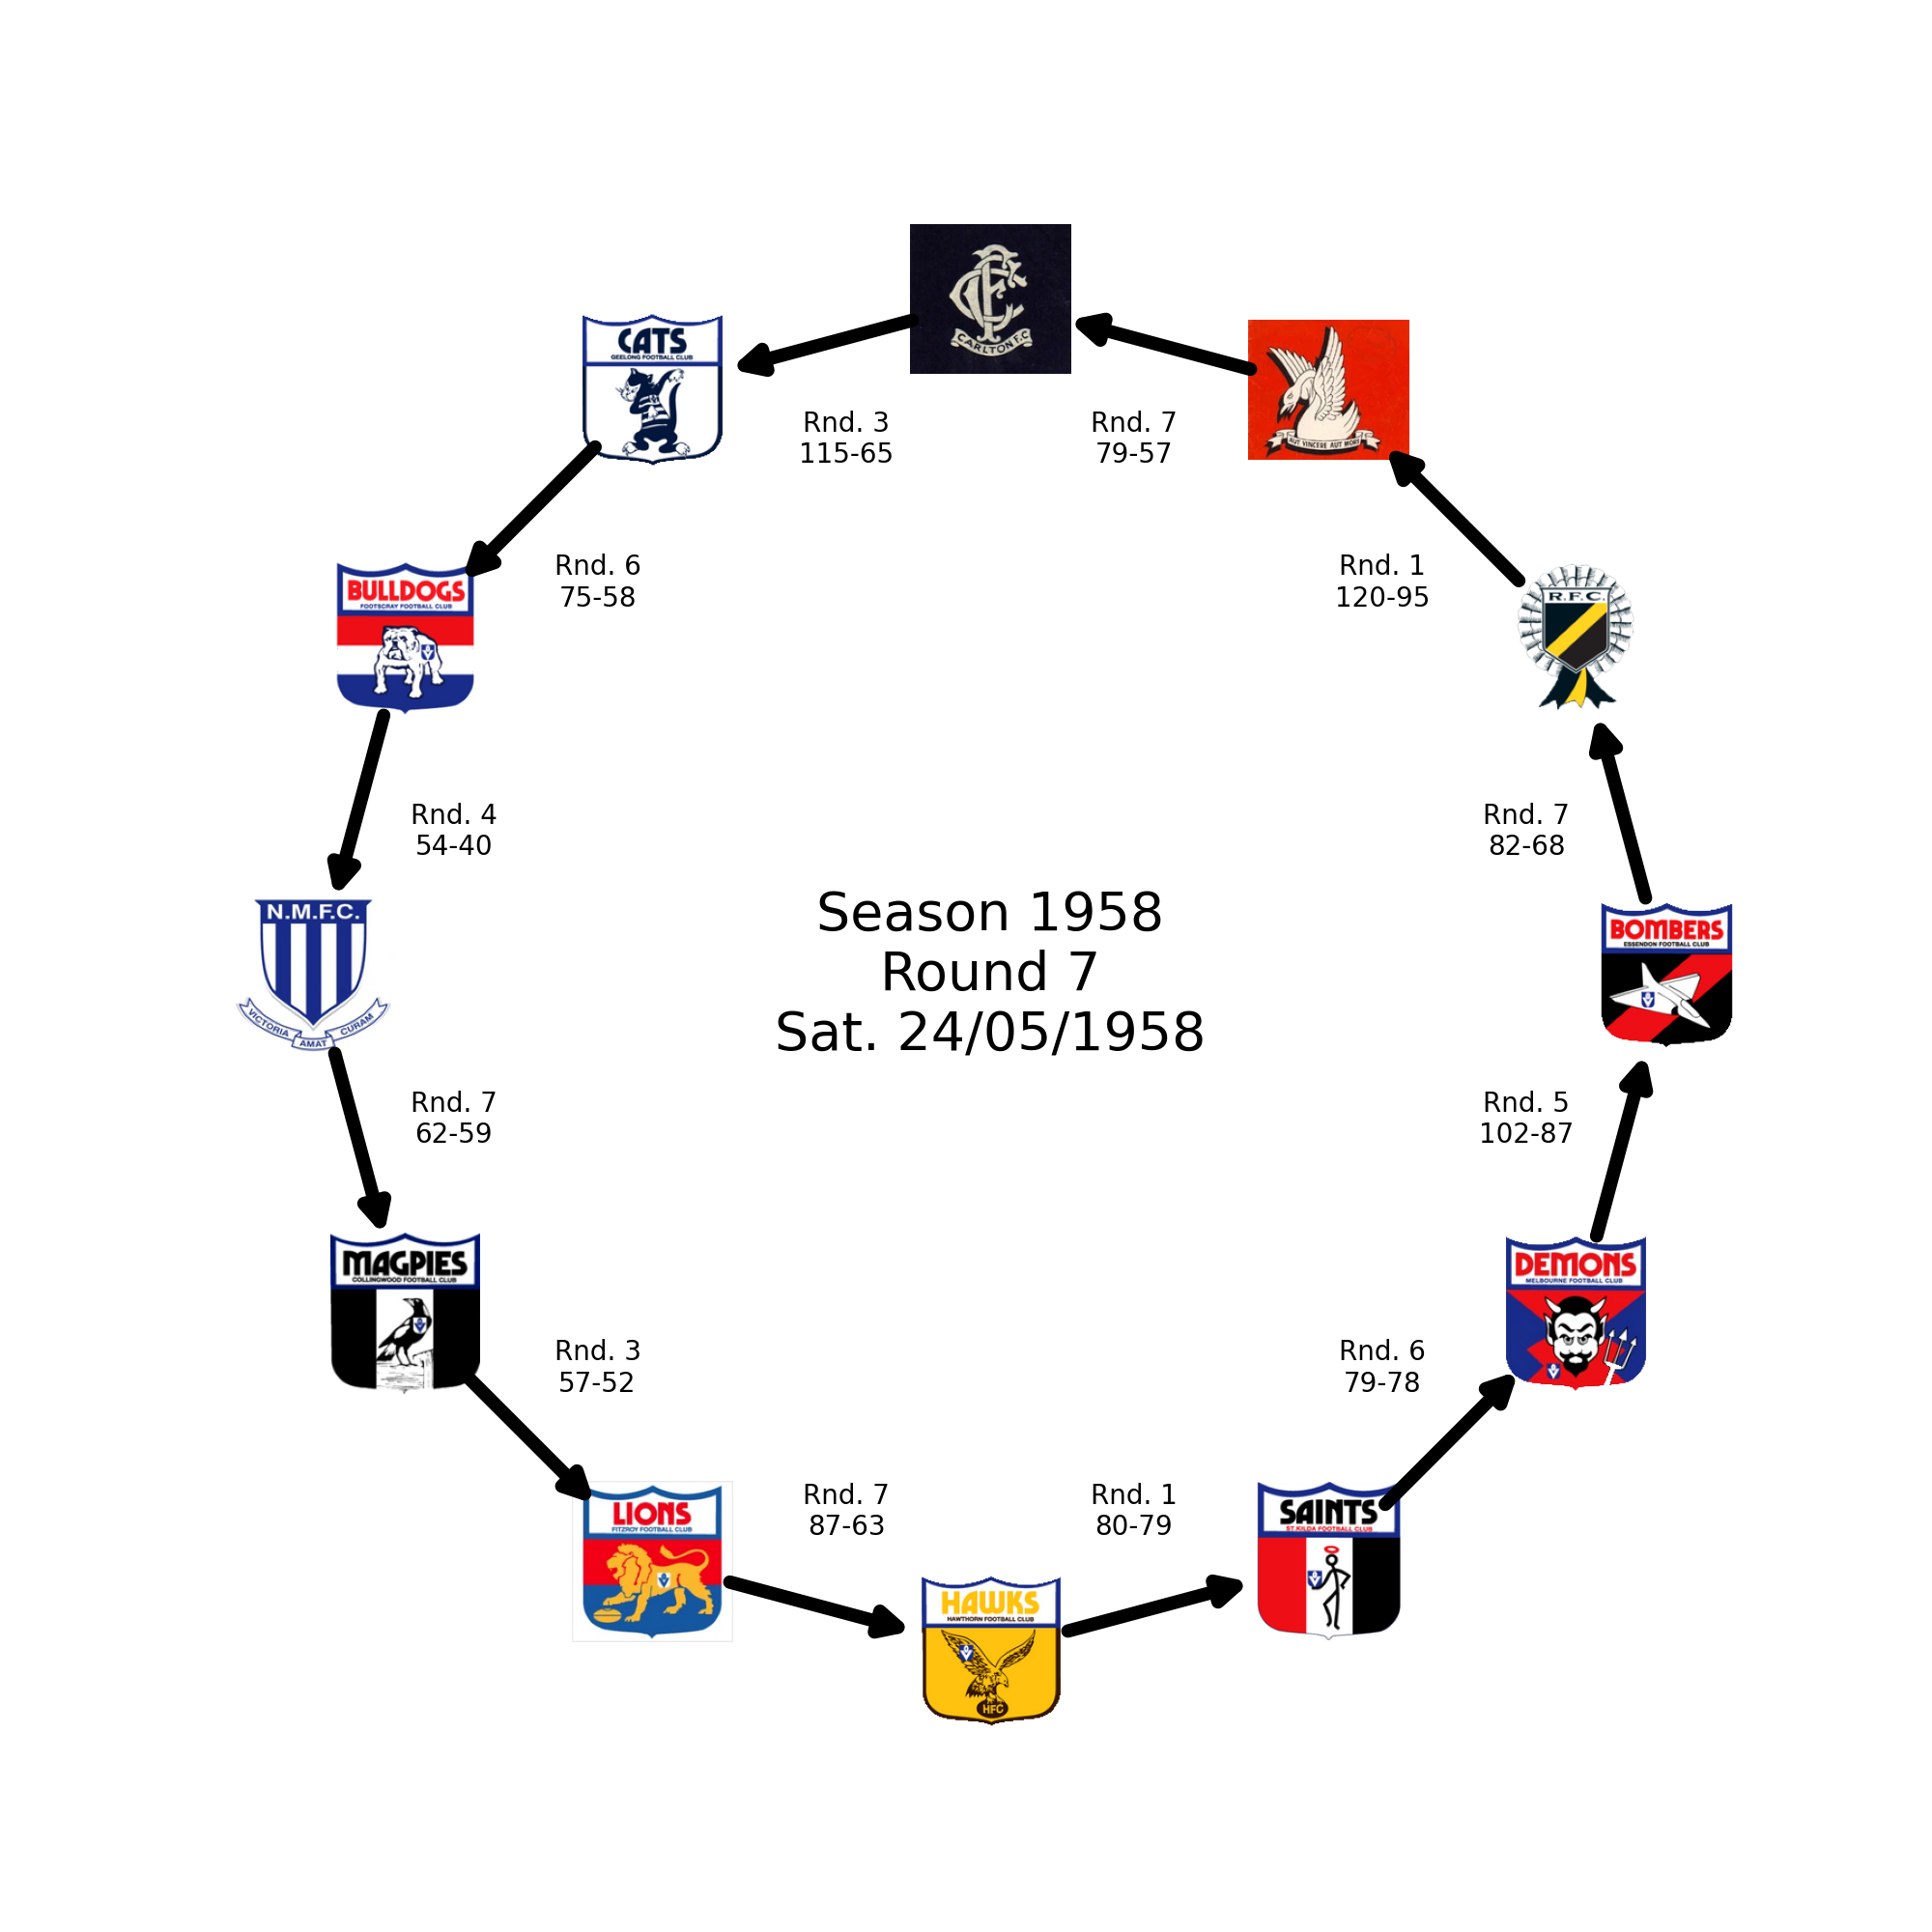 CARLTON F.C
CATS
GEELONG FOOTBALL CLUB
AUT VINCERE AUT MORI
Rnd. 3
115-65
Rnd. 7
79-57
BULLDOGS
FOOTSCRAY FOOTBALL CLUB
Rnd. 6
75-58
Rnd. 1
120-95
R.F.C.
Rnd. 4
54-40
Rnd. 7
82-68
N.M.F.C.
VICTORIA AMAT CURAM
Season 1958
Round 7
Sat. 24/05/1958
BOMBERS
ESSENDON FOOTBALL CLUB
Rnd. 7
62-59
Rnd. 5
102-87
MAGPIES
COLLINGWOOD FOOTBALL CLUB
DEMONS
MELBOURNE FOOTBALL CLUB
Rnd. 3
57-52
Rnd. 6
79-78
LIONS
FITZROY FOOTBALL CLUB
Rnd. 7
87-63
Rnd. 1
80-79
SAINTS
ST.KILDA FOOTBALL CLUB
HAWKS
HAWTHORN FOOTBALL CLUB
HFC